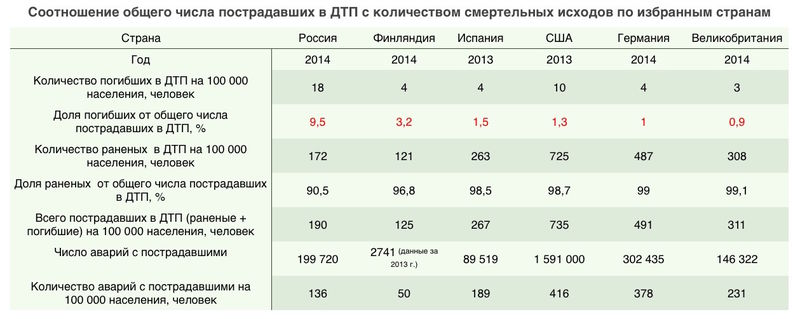 Соотношение общего числа пострадавших в ДТП с количеством смертельных исходов по избранным странам
Страна Россия Финляндия Испания США Германия Великобритания
Год 2014 2014 2013 2013 2014 2014
Количество погибших в ДТП на 100 000
населения, человек 18 4 4 10 4 3
Доля погибших от общего числа
пострадавших в ДТП, % 9,5 3,2 1,5 1,3 1 0,9
Количество раненых в ДТП на 100 000
населения, человек 172 121 263 725 487 308
Доля раненых от общего числа пострадавших
в ДТП, % 90,5 96,8 98,5 98,7 99 99,1
Всего пострадавших в ДТП (раненые +
погибшие) на 100 000 населения, человек 190 125 267 735 491 311
Число аварий с пострадавшими 199 720 2741 (данные за
2013 г.) 89 519 1 591 000 302 435 146 322
Количество аварий с пострадавшими на
100 000 населения, человек 136 50 189 416 378 231